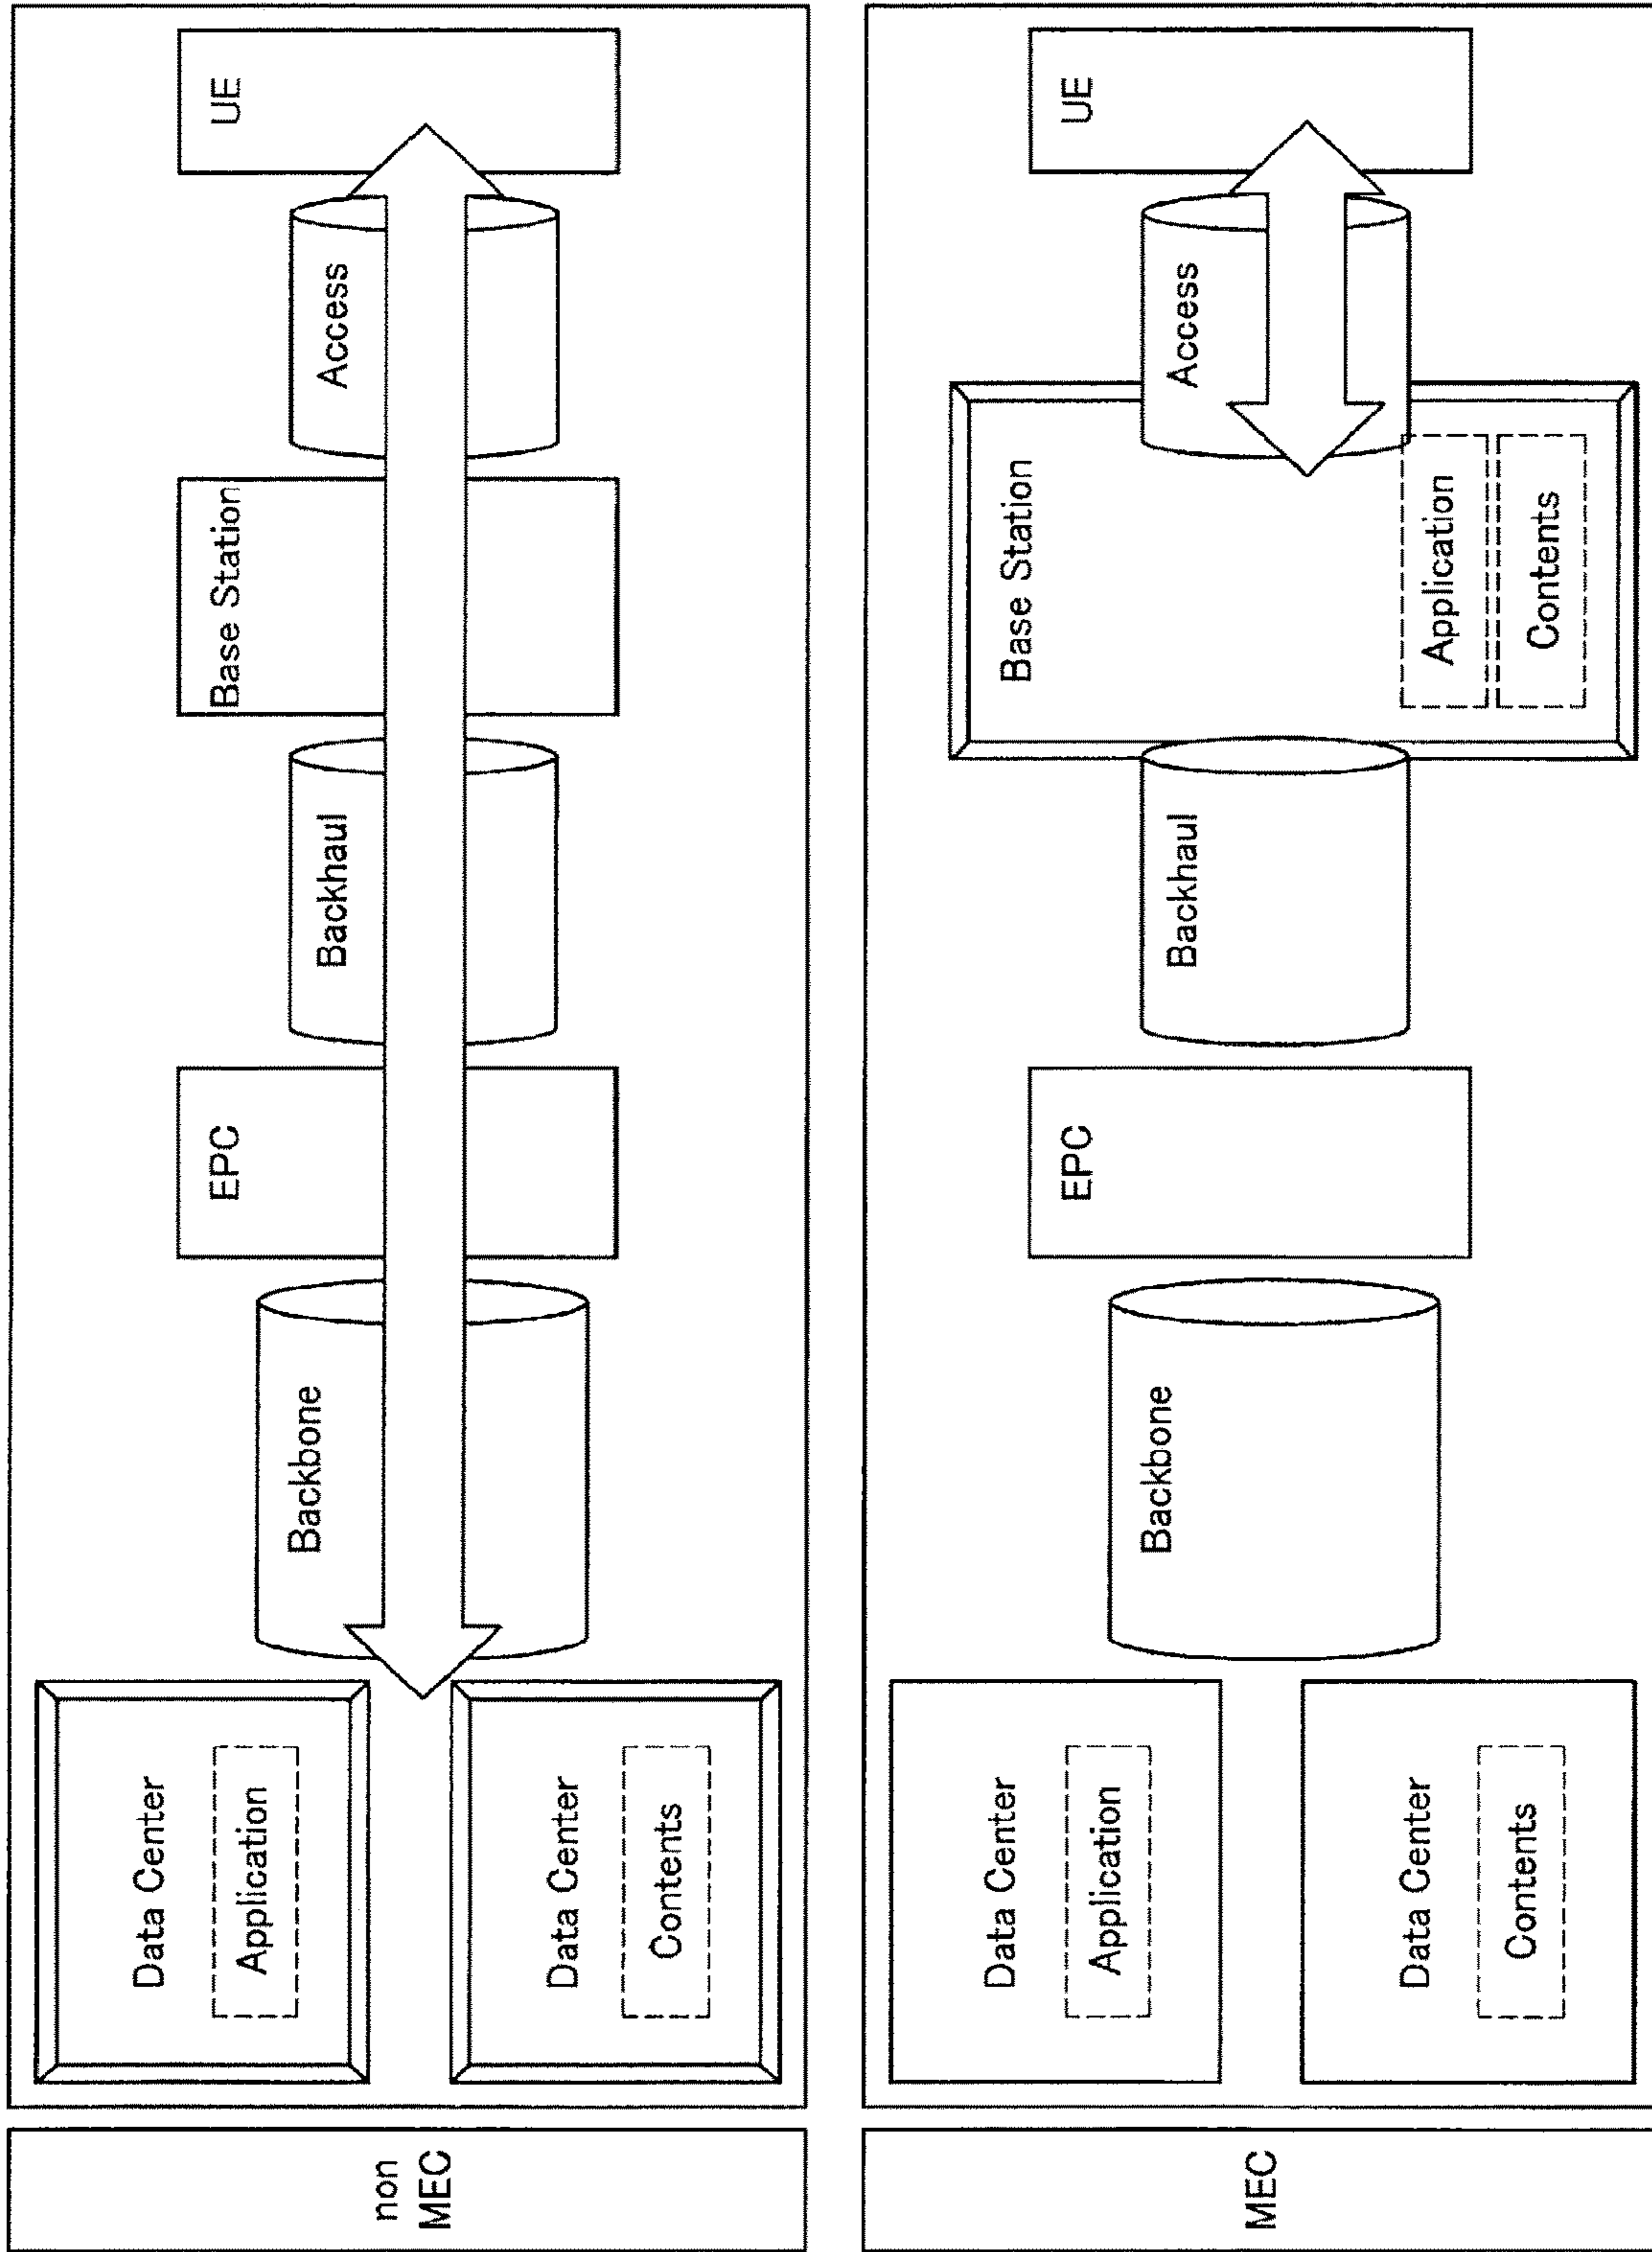 non
MEC
Data Center
Application
Data Center
Contents
Backbone
EPC
Backhaul
Base Station
Access
UE
MEC
Data Center
Application
Data Center
Contents
Backbone
EPC
Backhaul
Base Station
Application
Contents
Access
UE